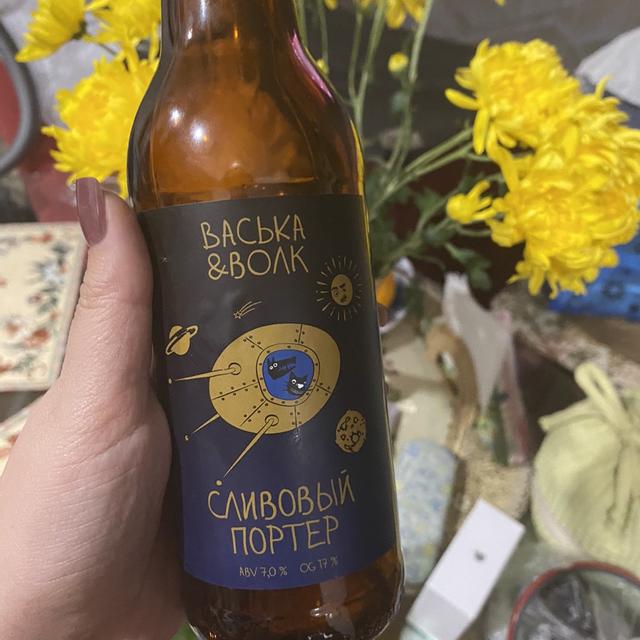 ВАСЬКА
&ВОЛК
СЛИВОВЫЙ
ПОРТЕР
ABV 7,0 % OG 17 %